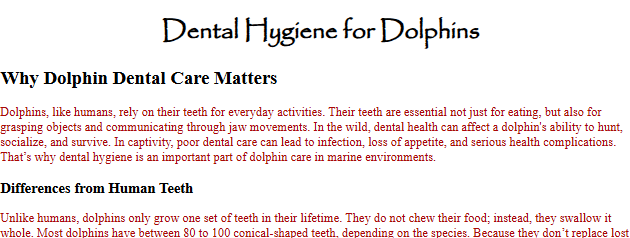 Dental Hygiene for Dolphins
Why Dolphin Dental Care Matters
Dolphins, like humans, rely on their teeth for everyday activities. Their teeth are essential not just for eating, but also for
grasping objects and communicating through jaw movements. In the wild, dental health can affect a dolphin's ability to hunt,
socialize, and survive. In captivity, poor dental care can lead to infection, loss of appetite, and serious health complications.
That’s why dental hygiene is an important part of dolphin care in marine environments.
Differences from Human Teeth
Unlike humans, dolphins only grow one set of teeth in their lifetime. They do not chew their food; instead, they swallow it
whole. Most dolphins have between 80 to 100 conical-shaped teeth, depending on the species. Because they don’t replace lost